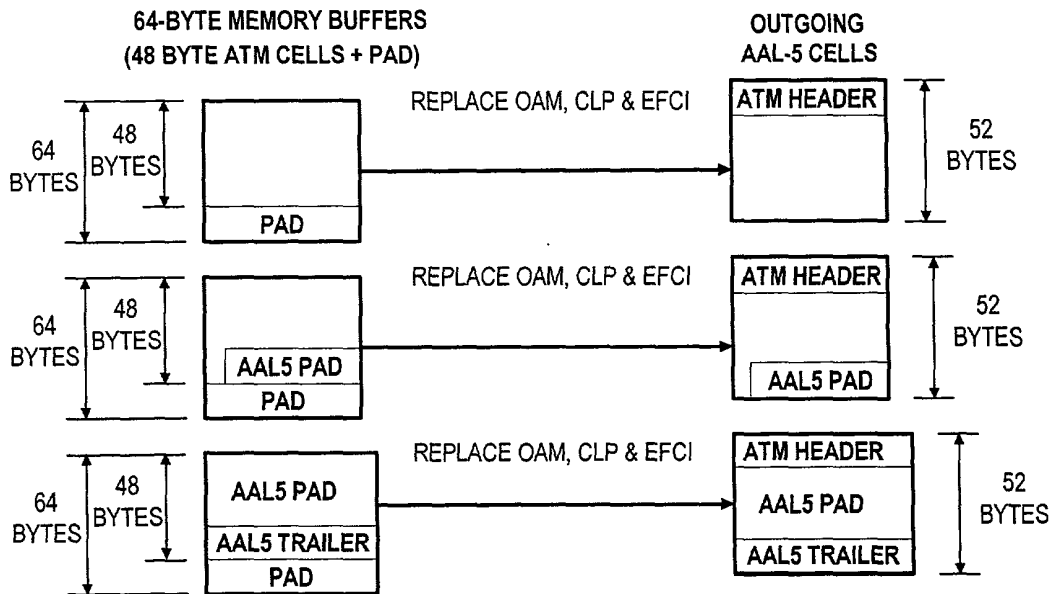 64-BYTE MEMORY BUFFERS
(48 BYTE ATM CELLS + PAD)
OUTGOING
AAL-5 CELLS
64
BYTES
48
BYTES
PAD
REPLACE OAM, CLP & EFCI
ATM HEADER
52
BYTES
64
BYTES
48
BYTES
AAL5 PAD
PAD
REPLACE OAM, CLP & EFCI
ATM HEADER
AAL5 PAD
52
BYTES
64
BYTES
48
BYTES
AAL5 PAD
AAL5 TRAILER
PAD
REPLACE OAM, CLP & EFCI
ATM HEADER
AAL5 PAD
AAL5 TRAILER
52
BYTES